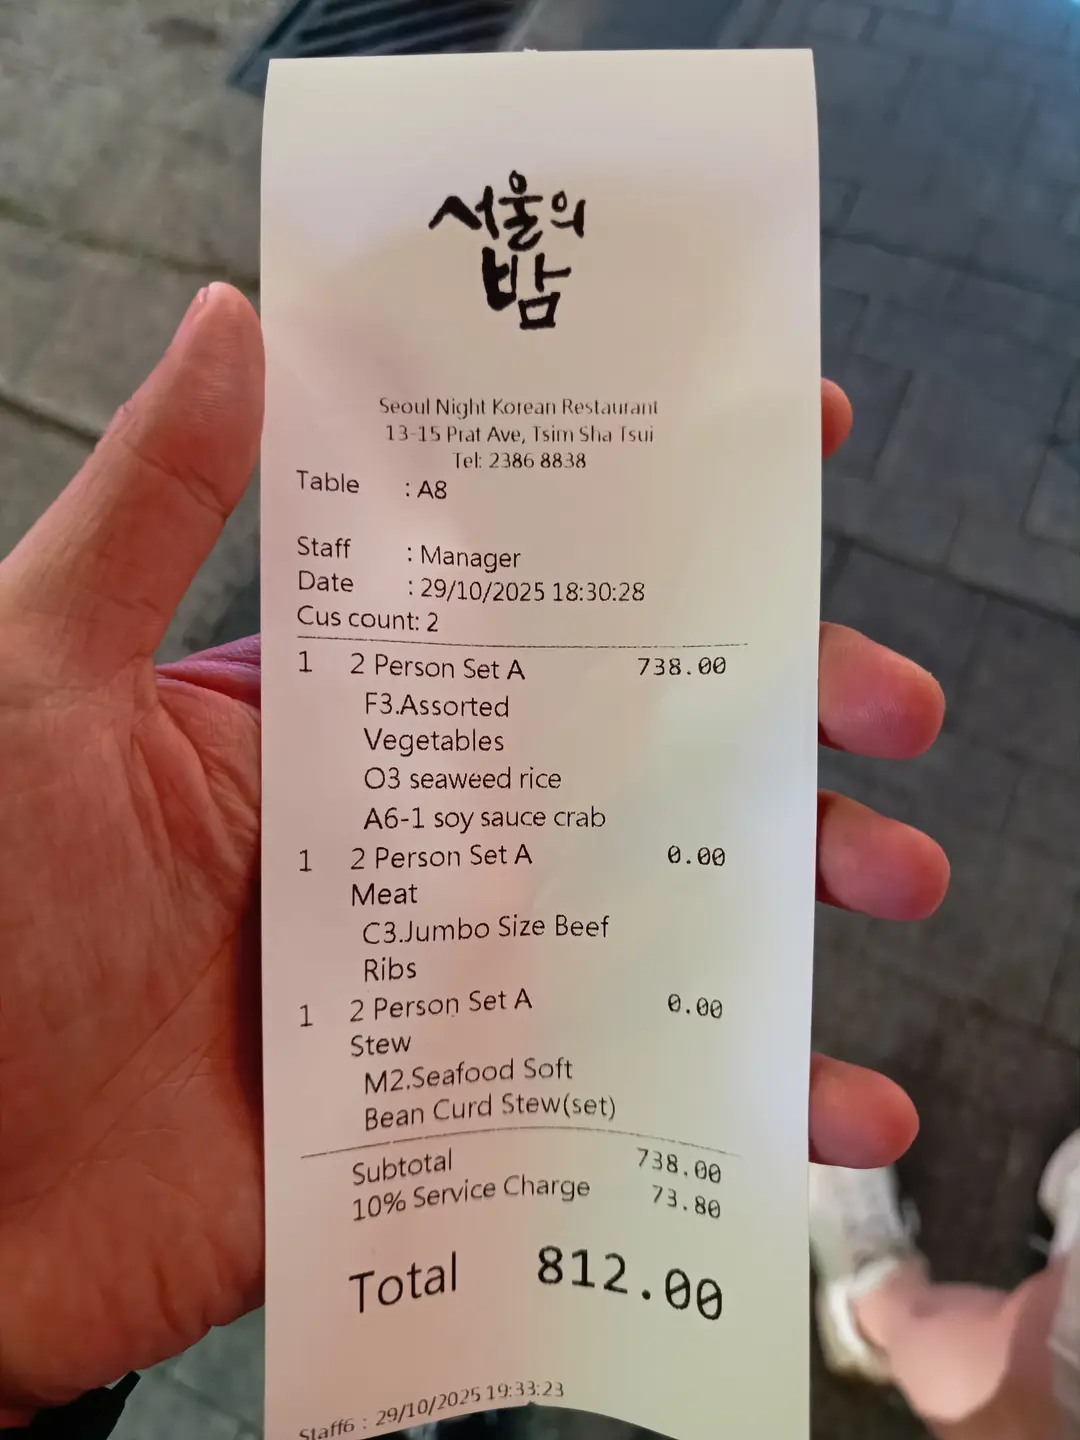 서울의
밤
Seoul Night Korean Restaurant
13-15 Prat Ave, Tsim Sha Tsui
Tel: 2386 8838
Table : A8
Staff : Manager
Date : 29/10/2025 18:30:28
Cus count: 2
1 2 Person Set A 738.00
F3.Assorted
Vegetables
O3 seaweed rice
A6-1 soy sauce crab
1 2 Person Set A 0.00
Meat
C3.Jumbo Size Beef
Ribs
1 2 Person Set A 0.00
Stew
M2.Seafood Soft
Bean Curd Stew(set)
Subtotal 738.00
10% Service Charge 73.80
Total 812.00
Staff6 : 29/10/2025 19:33:23